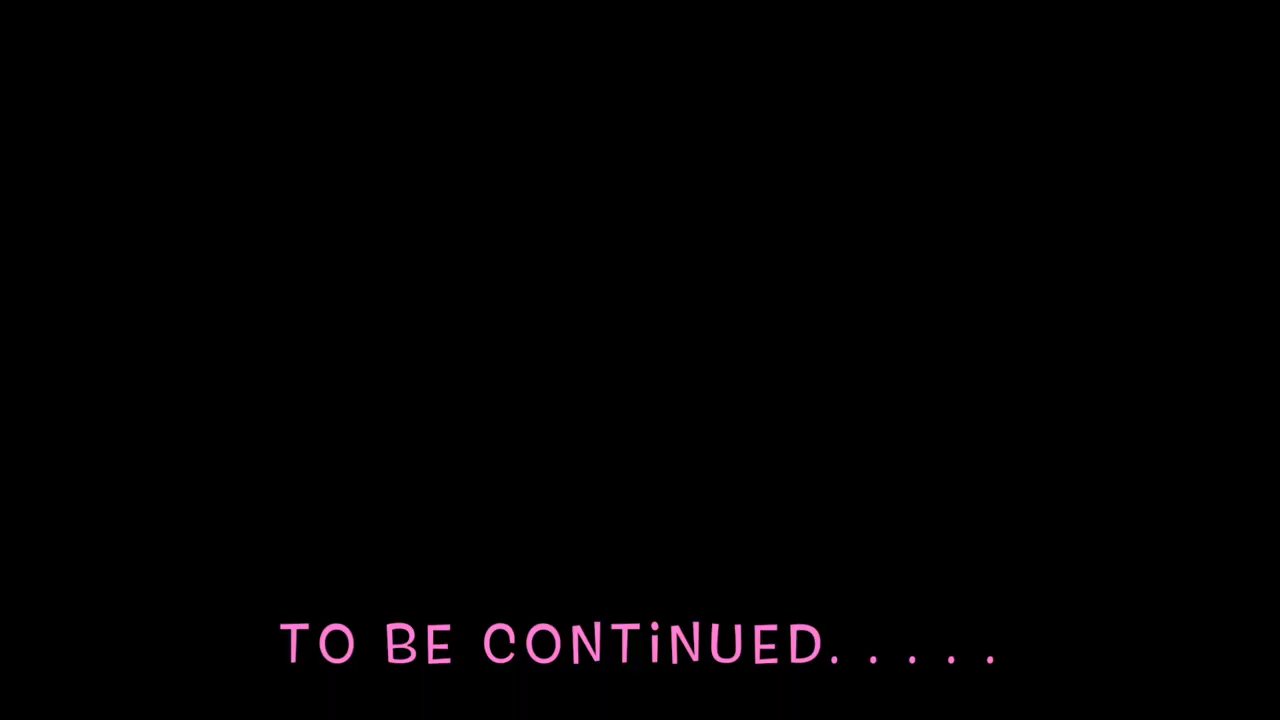 TO BE CONTiNUED. . . . .